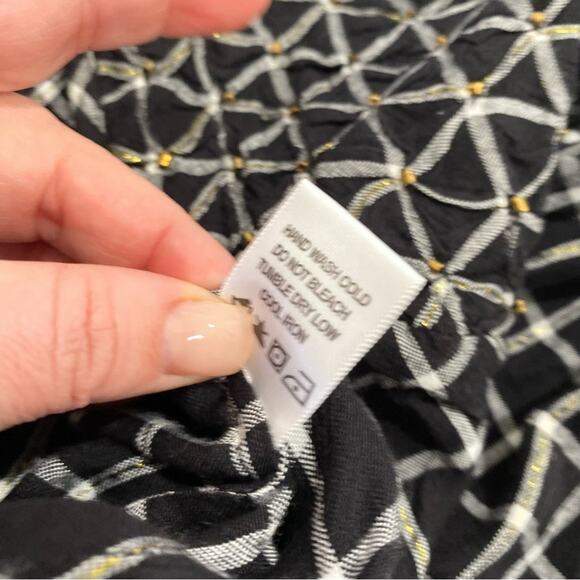 HAND WASH COLD
DO NOT BLEACH
TUMBLE DRY LOW
COOL IRON